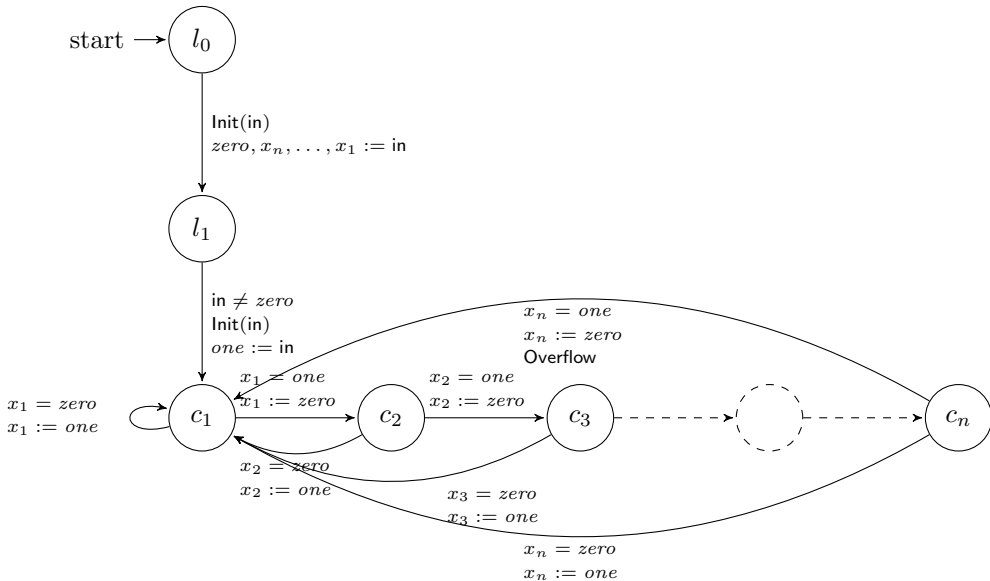 start
l_0
Init(in)
zero, x_n, . . . , x_1 := in
l_1
in ≠ zero
Init(in)
one := in
x_n = one
x_n := zero
Overflow
x_1 = one
x_1 := zero
x_2 = one
x_2 := zero
x_1 = zero
x_1 := one
c_1
c_2
c_3
c_n
x_2 = zero
x_2 := one
x_3 = zero
x_3 := one
x_n = zero
x_n := one